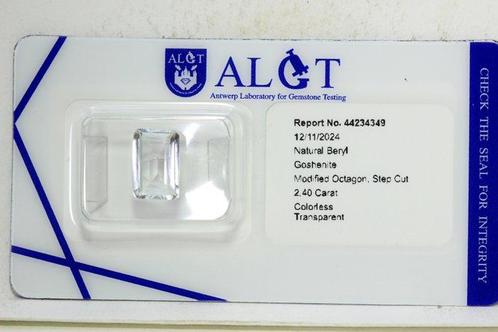 ALGT
ALGT
Antwerp Laboratory for Gemstone Testing
Report No. 44234349
12/11/2024
Natural Beryl
Goshenite
Modified Octagon, Step Cut
2,40 Carat
Colorless
Transparent
CHECK THE SEAL FOR INTEGRITY